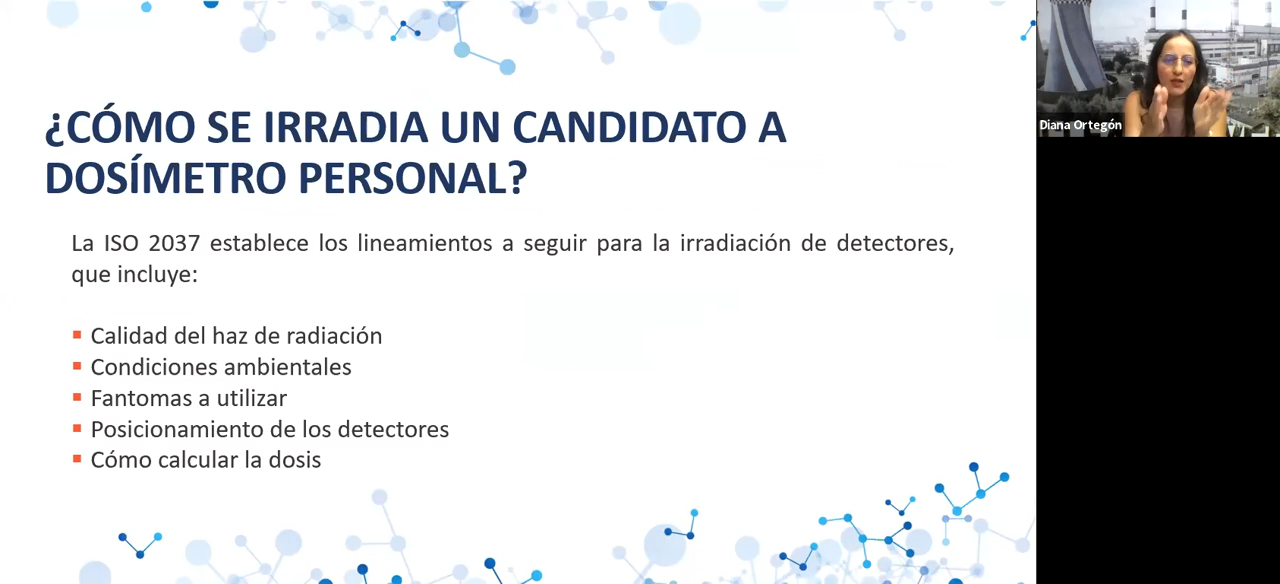 ¿CÓMO SE IRRADIA UN CANDIDATO A
DOSÍMETRO PERSONAL?
La ISO 2037 establece los lineamientos a seguir para la irradiación de detectores,
que incluye:
▪ Calidad del haz de radiación
▪ Condiciones ambientales
▪ Fantomas a utilizar
▪ Posicionamiento de los detectores
▪ Cómo calcular la dosis
Diana Ortegón